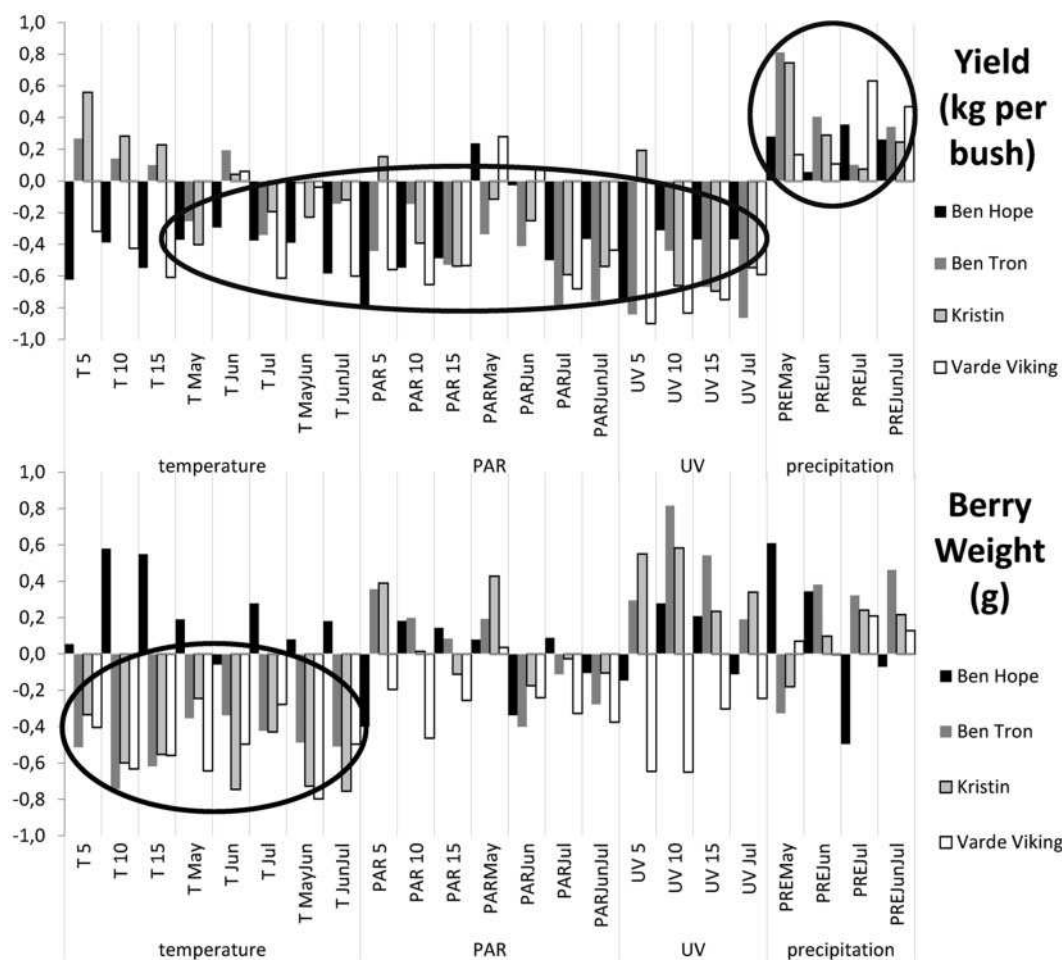 1,0
0,8
0,6
0,4
0,2
0,0
-0,2
-0,4
-0,6
-0,8
-1,0
T 5
T 10
T 15
T May
T Jun
T Jul
T MayJun
T JunJul
PAR 5
PAR 10
PAR 15
PARMay
PARJun
PARJul
PARJunJul
UV 5
UV 10
UV 15
UV Jul
PREMay
PREJun
PREJul
PREJunJul
temperature
PAR
UV
precipitation
Yield
(kg per
bush)
Ben Hope
Ben Tron
Kristin
Varde Viking
1,0
0,8
0,6
0,4
0,2
0,0
-0,2
-0,4
-0,6
-0,8
-1,0
T 5
T 10
T 15
T May
T Jun
T Jul
T MayJun
T JunJul
PAR 5
PAR 10
PAR 15
PARMay
PARJun
PARJul
PARJunJul
UV 5
UV 10
UV 15
UV Jul
PREMay
PREJun
PREJul
PREJunJul
temperature
PAR
UV
precipitation
Berry
Weight
(g)
Ben Hope
Ben Tron
Kristin
Varde Viking